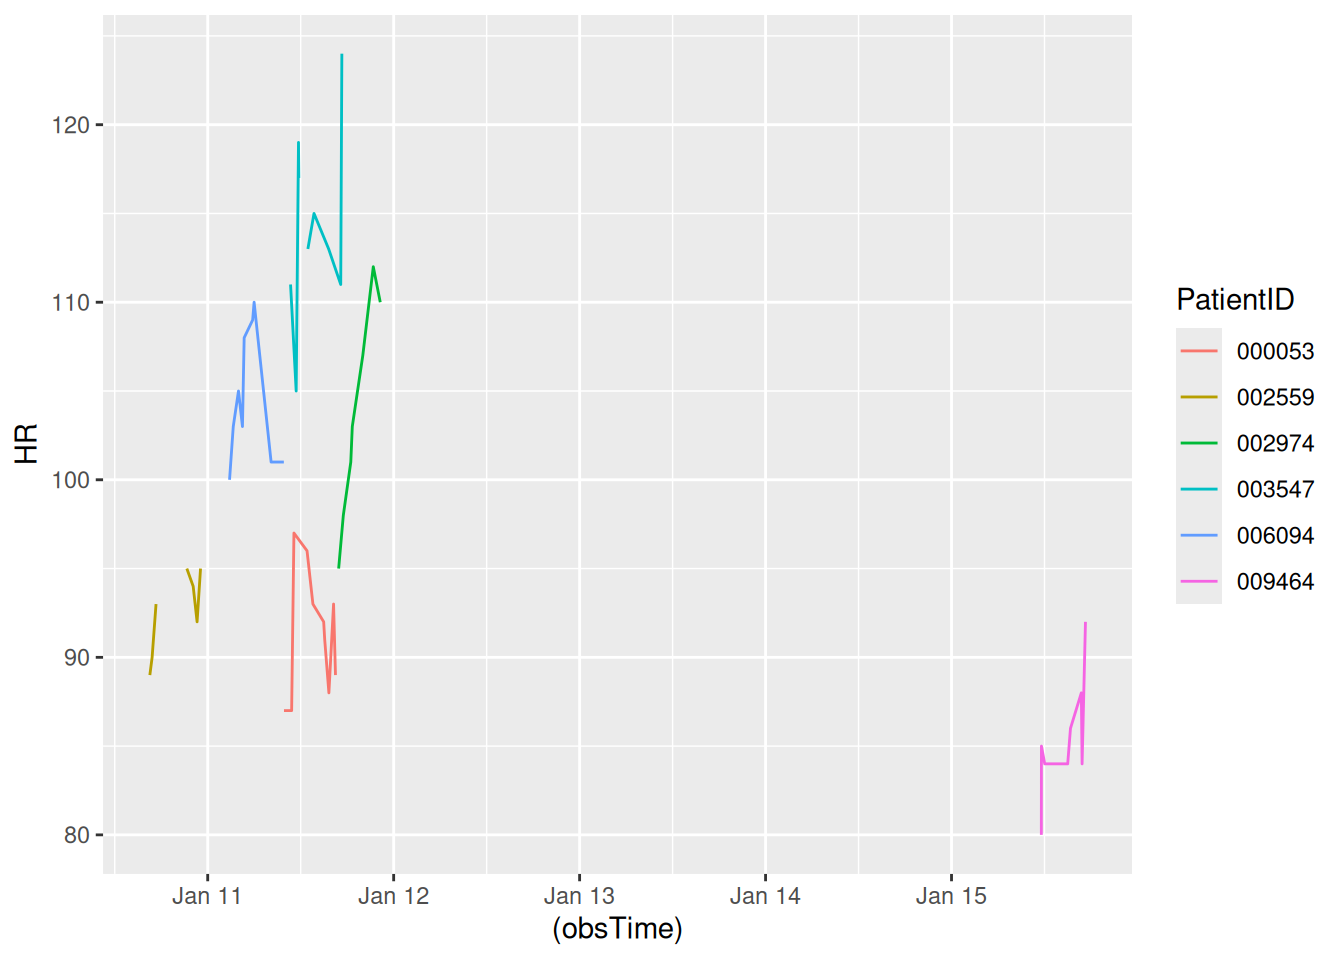 120
110
100
90
80
HR
Jan 11
Jan 12
Jan 13
Jan 14
Jan 15
(obsTime)
PatientID
000053
002559
002974
003547
006094
009464